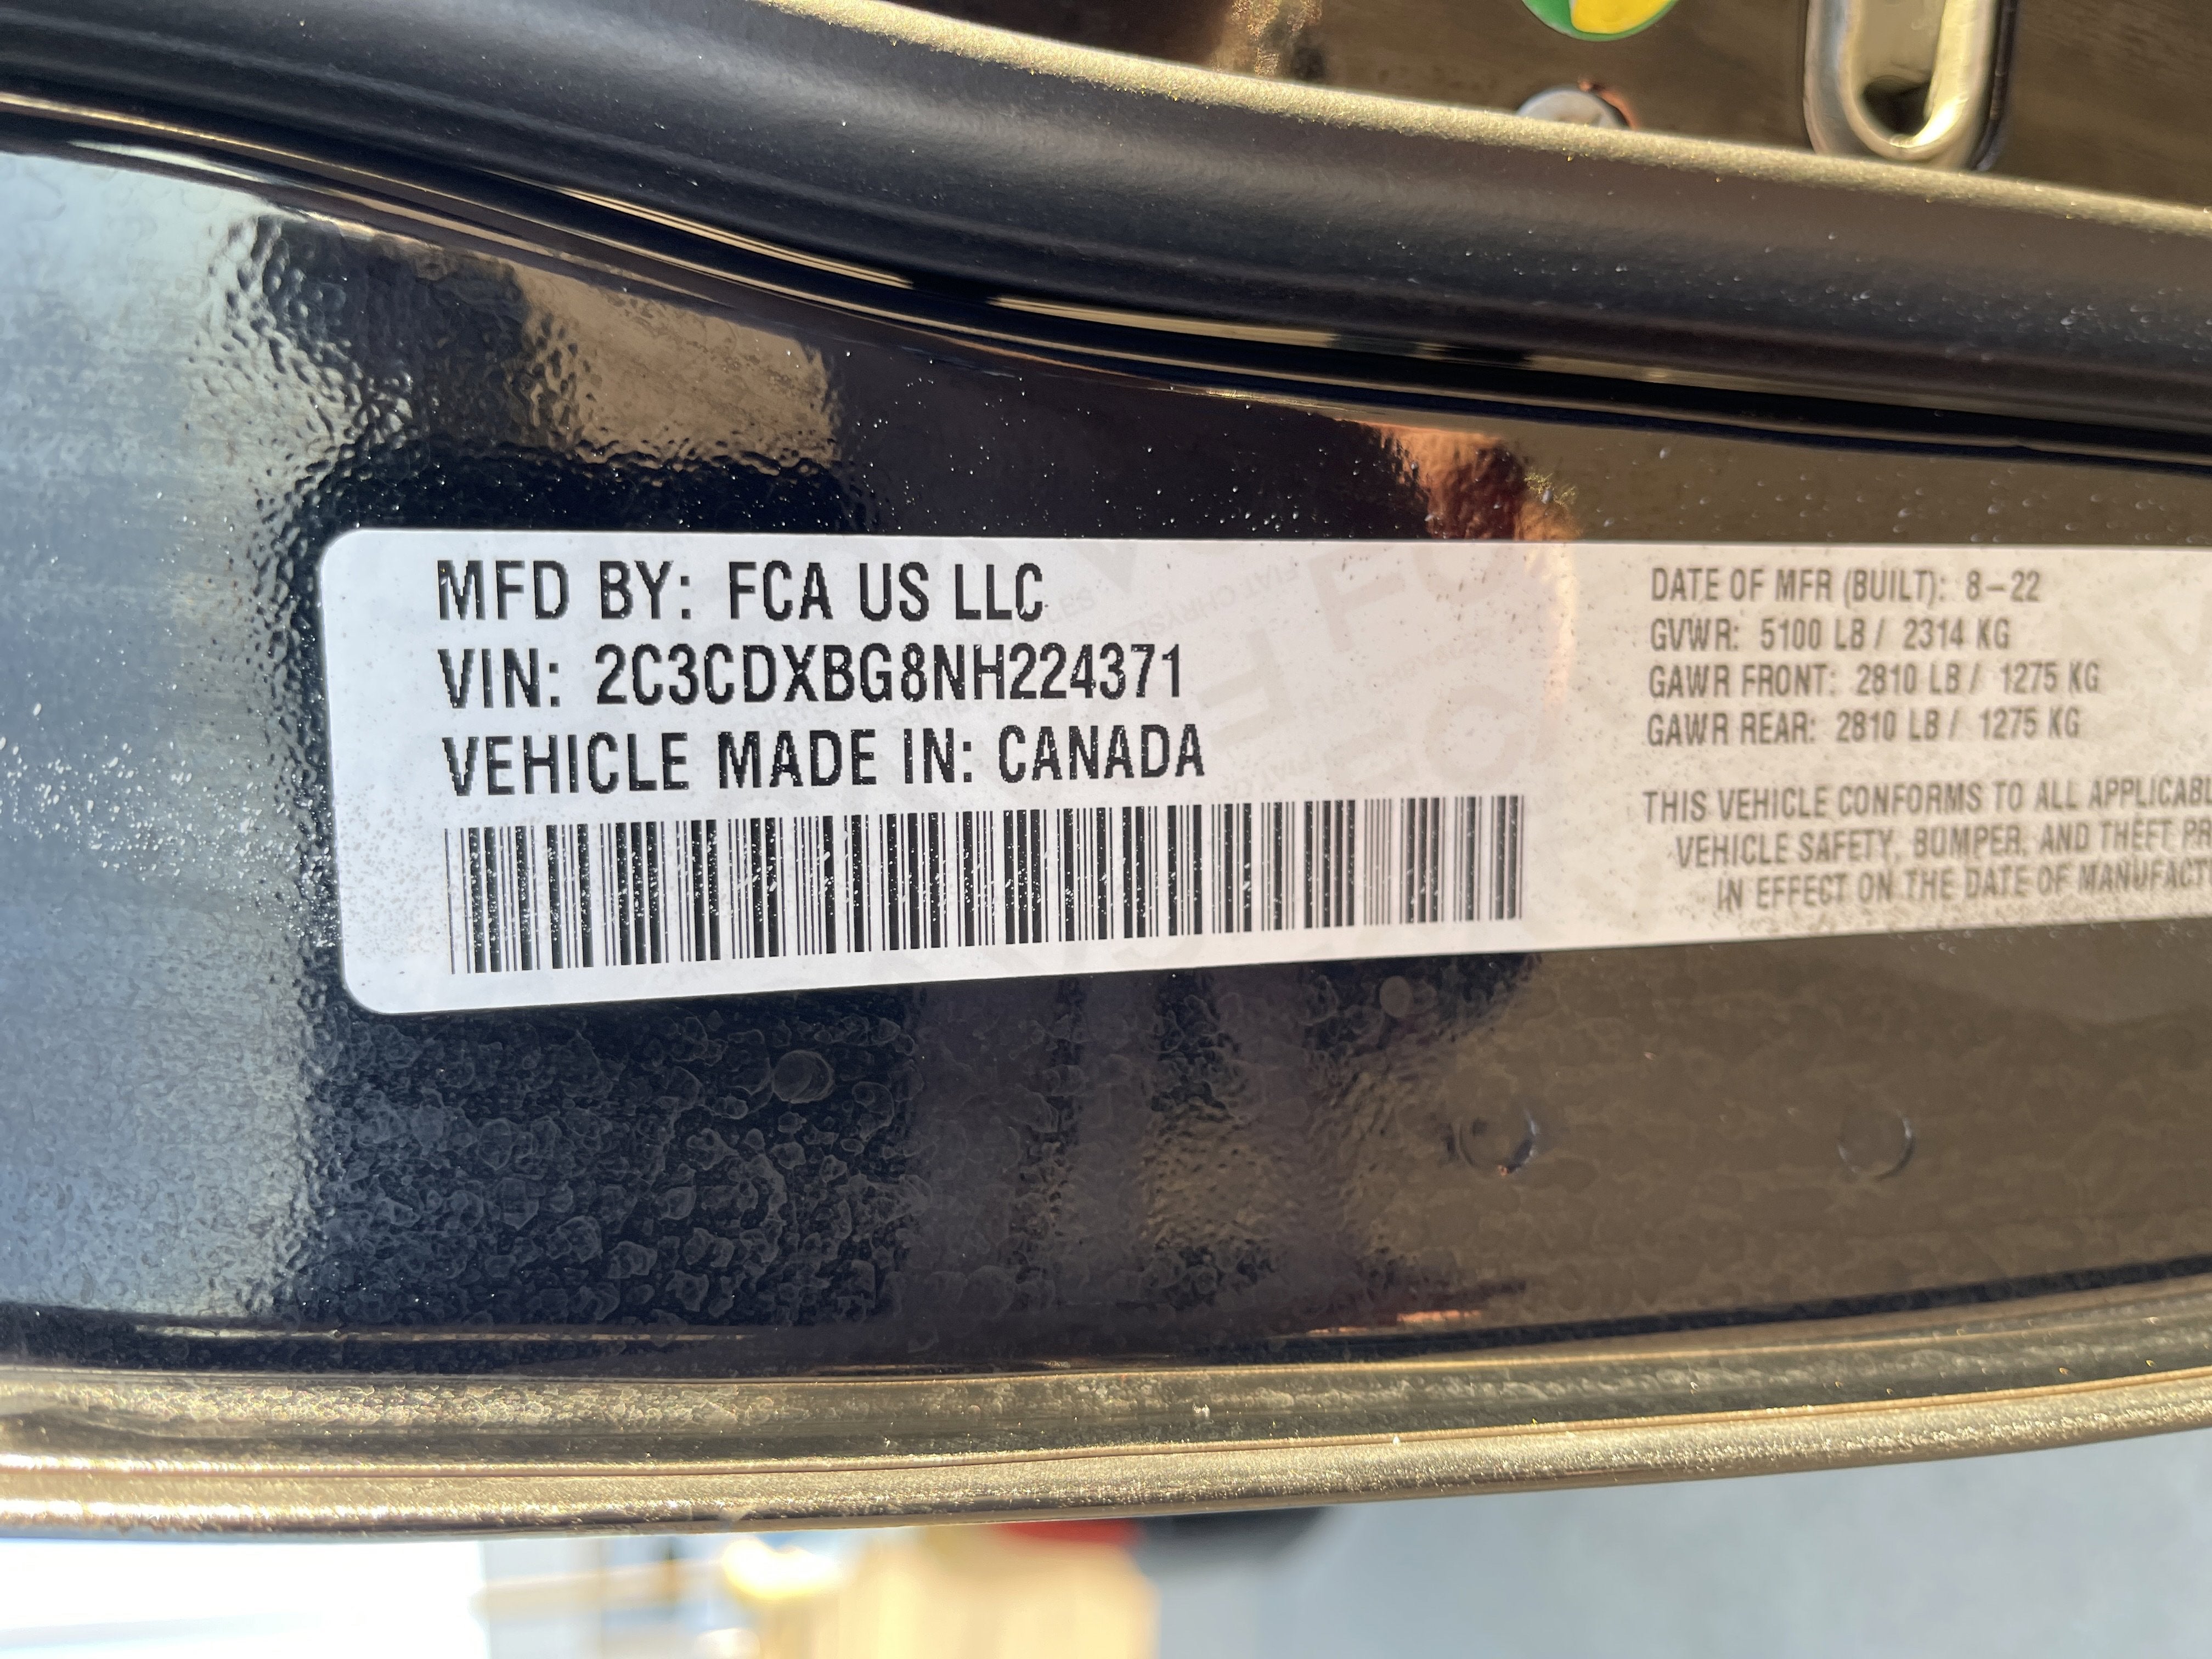 MFD BY: FCA US LLC
VIN: 2C3CDXBG8NH224371
VEHICLE MADE IN: CANADA
DATE OF MFR (BUILT): 8-22
GVWR: 5100 LB / 2314 KG
GAWR FRONT: 2810 LB / 1275 KG
GAWR REAR: 2810 LB / 1275 KG
THIS VEHICLE CONFORMS TO ALL APPLICABL
VEHICLE SAFETY, BUMPER, AND THEFT PR
IN EFFECT ON THE DATE OF MANUFACT